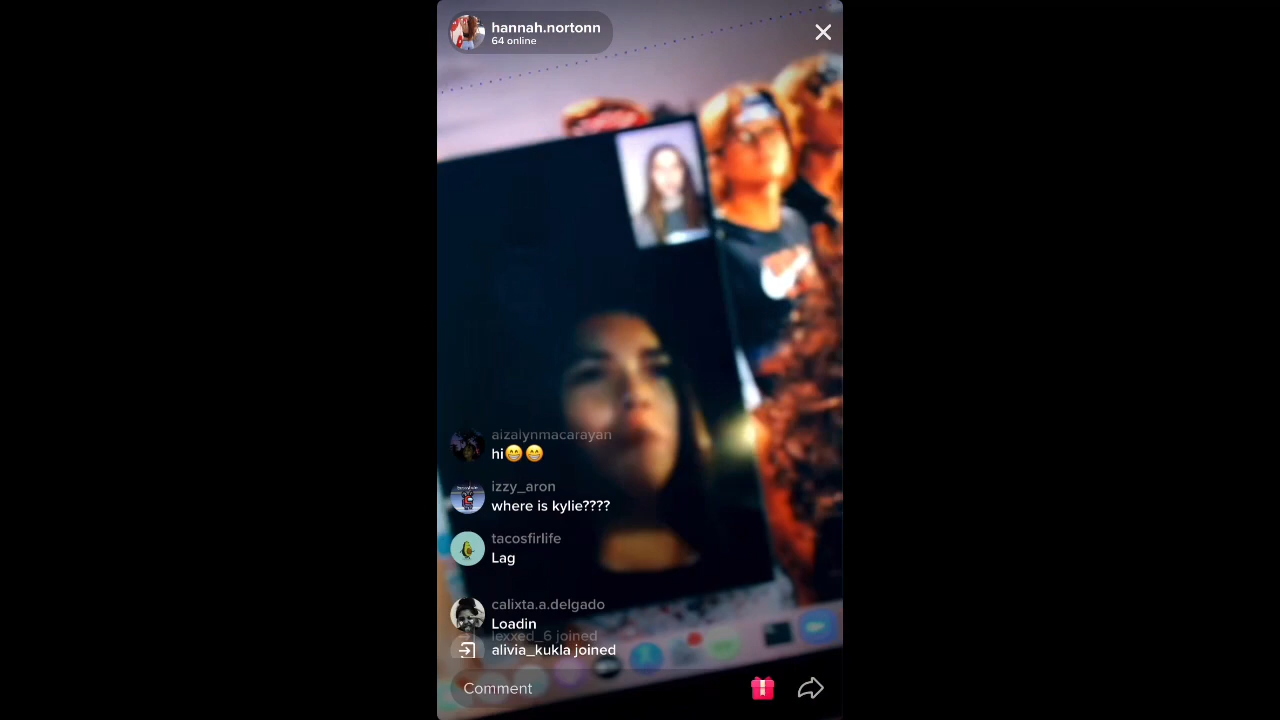 hannah.nortonn
64 online
aizalynmacarayan
hi😁😁
izzy_aron
where is kylie????
tacosfirlife
Lag
calixta.a.delgado
Loadin
lexxed_6 joined
alivia_kukla joined
Comment